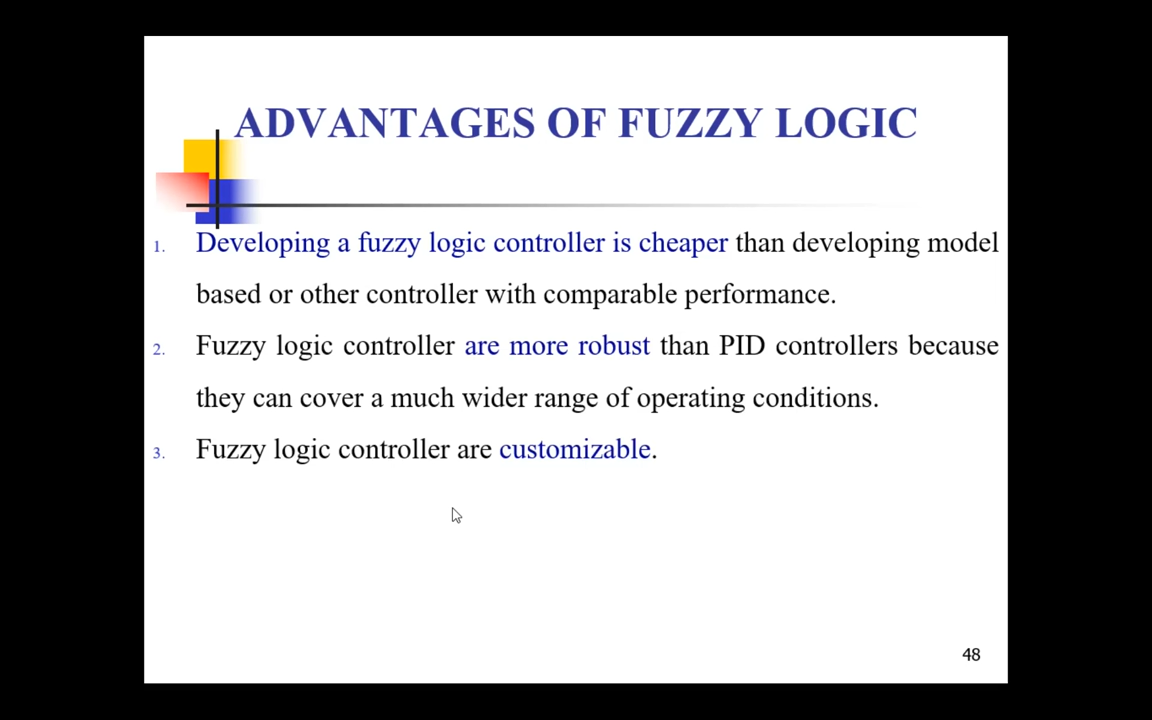 ADVANTAGES OF FUZZY LOGIC
1. Developing a fuzzy logic controller is cheaper than developing model
based or other controller with comparable performance.
2. Fuzzy logic controller are more robust than PID controllers because
they can cover a much wider range of operating conditions.
3. Fuzzy logic controller are customizable.
48